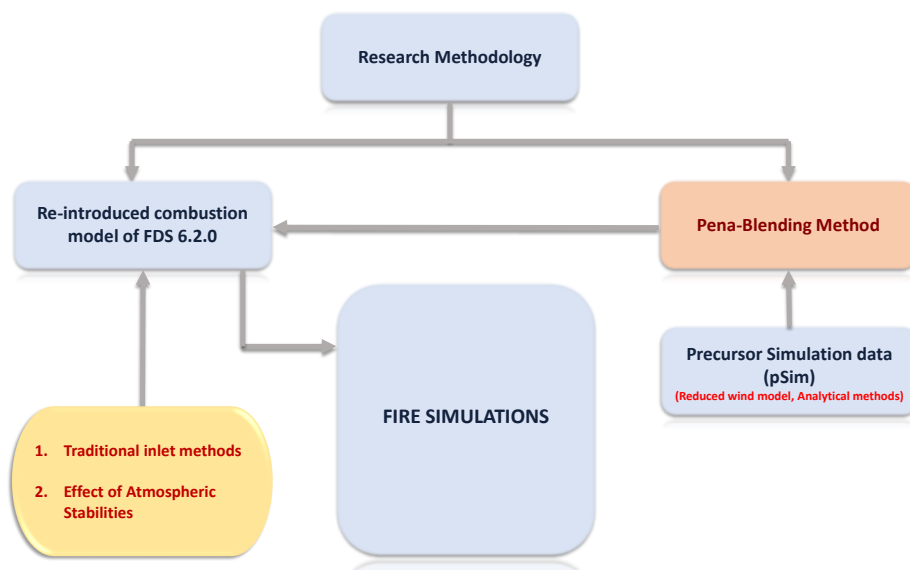 Research Methodology
Re-introduced combustion
model of FDS 6.2.0
Pena-Blending Method
Precursor Simulation data
(pSim)
(Reduced wind model, Analytical methods)
FIRE SIMULATIONS
1. Traditional inlet methods
2. Effect of Atmospheric
Stabilities